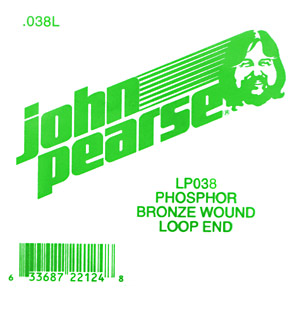 .038L
john
pearse®
LP038
PHOSPHOR
BRONZE WOUND
LOOP END
6 33687 22124 8